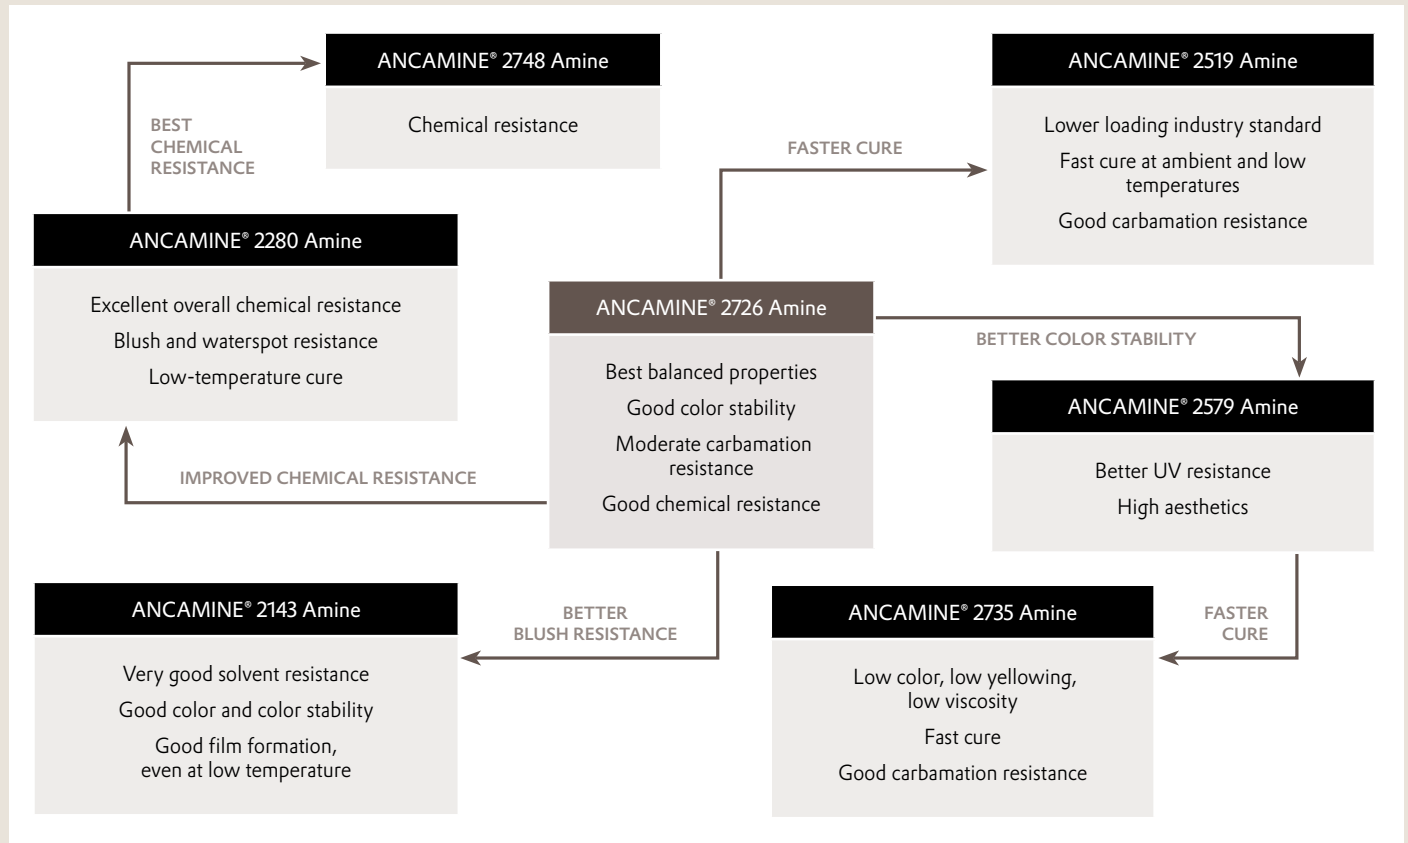 ANCAMINE® 2748 Amine
Chemical resistance
BEST
CHEMICAL
RESISTANCE
ANCAMINE® 2519 Amine
Lower loading industry standard
Fast cure at ambient and low
temperatures
Good carbamation resistance
FASTER CURE
ANCAMINE® 2280 Amine
Excellent overall chemical resistance
Blush and waterspot resistance
Low-temperature cure
ANCAMINE® 2726 Amine
Best balanced properties
Good color stability
Moderate carbamation
resistance
Good chemical resistance
BETTER COLOR STABILITY
ANCAMINE® 2579 Amine
Better UV resistance
High aesthetics
IMPROVED CHEMICAL RESISTANCE
ANCAMINE® 2143 Amine
Very good solvent resistance
Good color and color stability
Good film formation,
even at low temperature
BETTER
BLUSH RESISTANCE
ANCAMINE® 2735 Amine
Low color, low yellowing,
low viscosity
Fast cure
Good carbamation resistance
FASTER
CURE